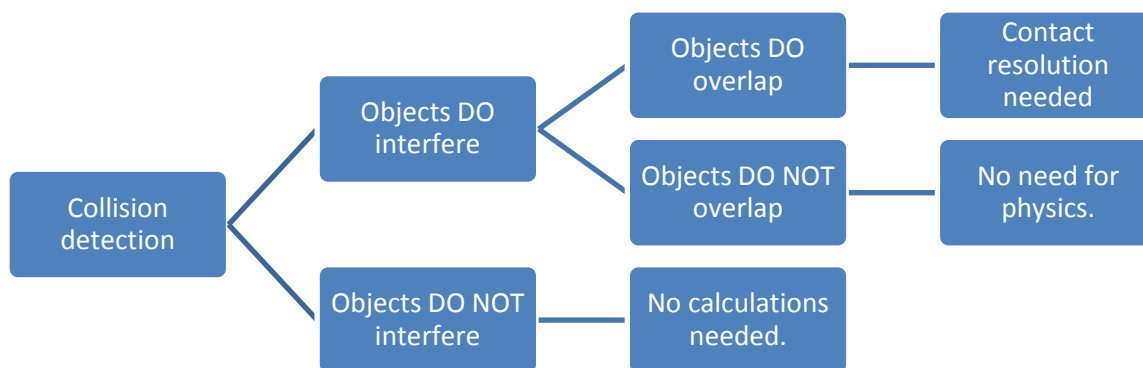 Collision
detection
Objects DO
interfere
Objects DO NOT
interfere
Objects DO
overlap
Objects DO NOT
overlap
No calculations
needed.
Contact
resolution
needed
No need for
physics.